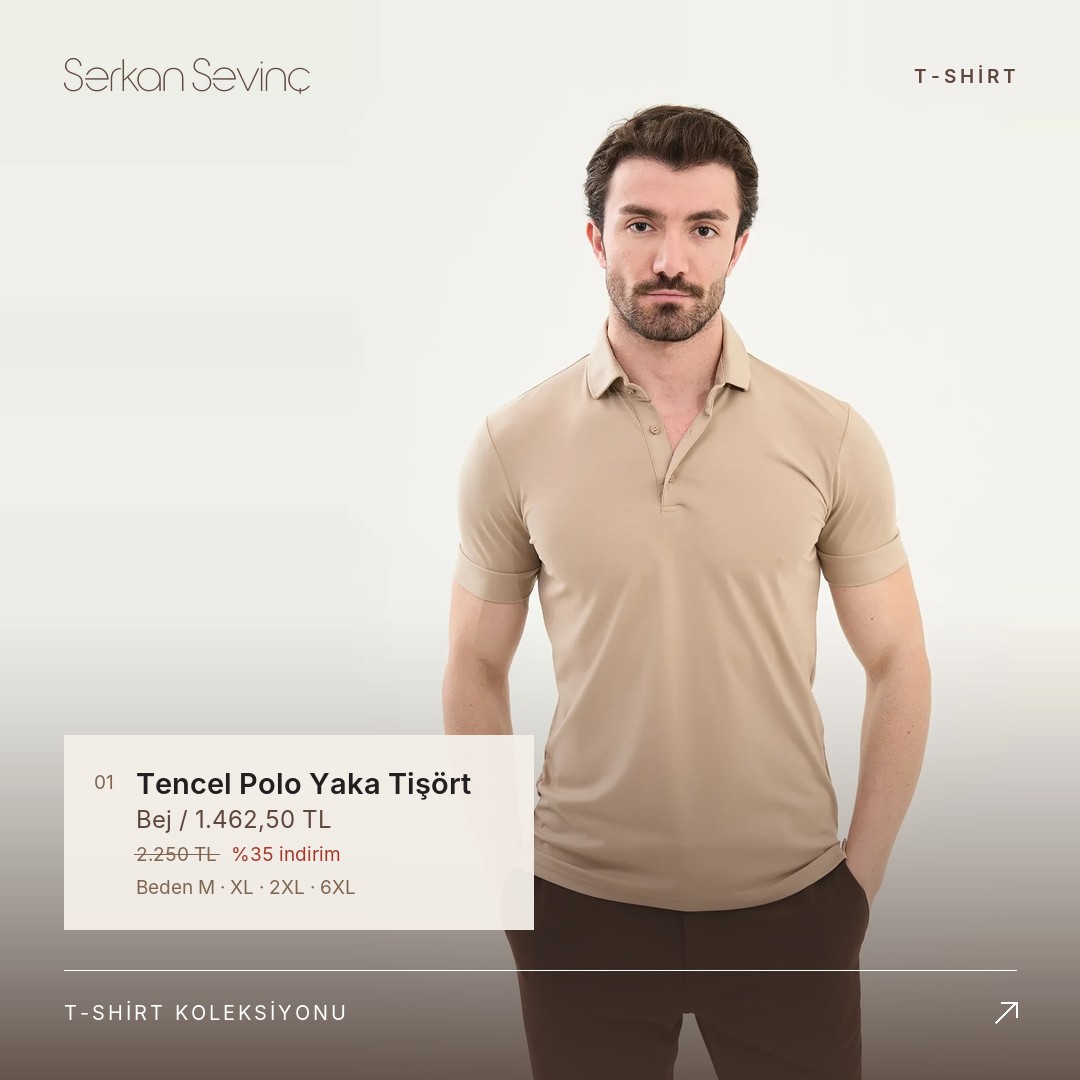 Serkan Sevinç
T-SHİRT
01 Tencel Polo Yaka Tişört
Bej / 1.462,50 TL
2.250 TL %35 indirim
Beden M · XL · 2XL · 6XL
T-SHİRT KOLEKSİYONU